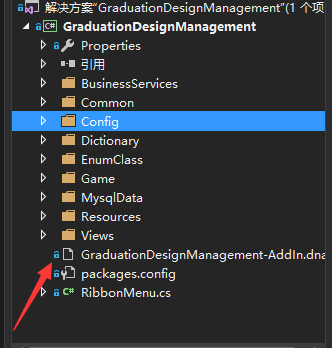 解决方案"GraduationDesignManagement"(1 个项
GraduationDesignManagement
Properties
引用
BusinessServices
Common
Config
Dictionary
EnumClass
Game
MysqlData
Resources
Views
GraduationDesignManagement-AddIn.dna
packages.config
C# RibbonMenu.cs